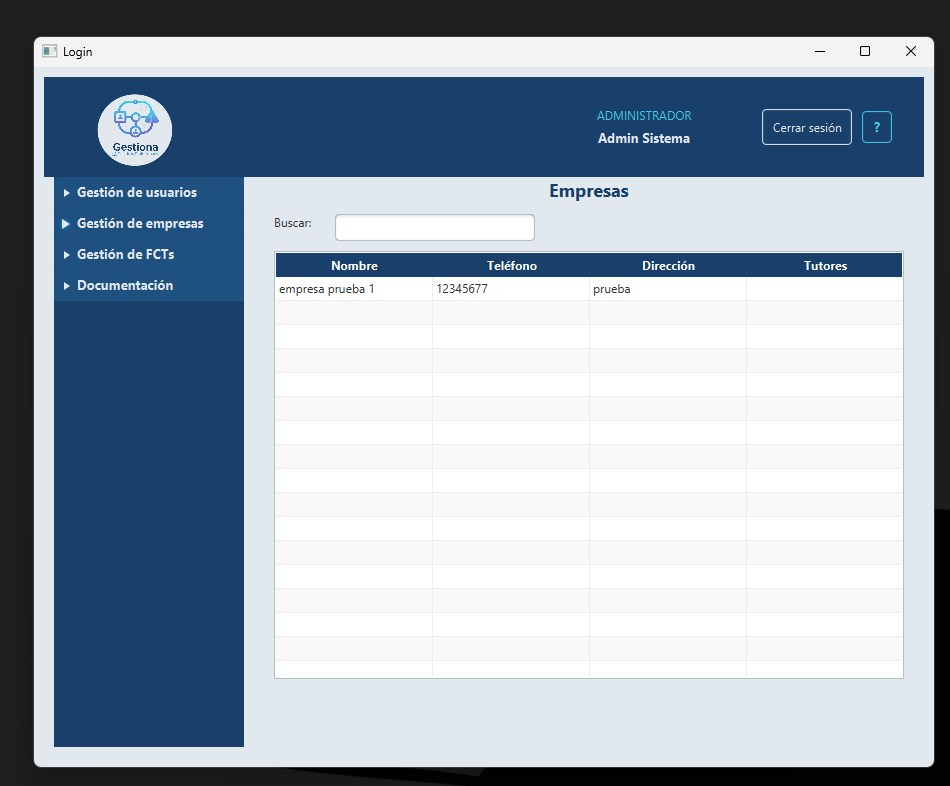 Login
Gestiona
ADMINISTRADOR
Admin Sistema
Cerrar sesión
?
Gestión de usuarios
Gestión de empresas
Gestión de FCTs
Documentación
Empresas
Buscar:
Nombre Teléfono Dirección Tutores
empresa prueba 1 12345677 prueba